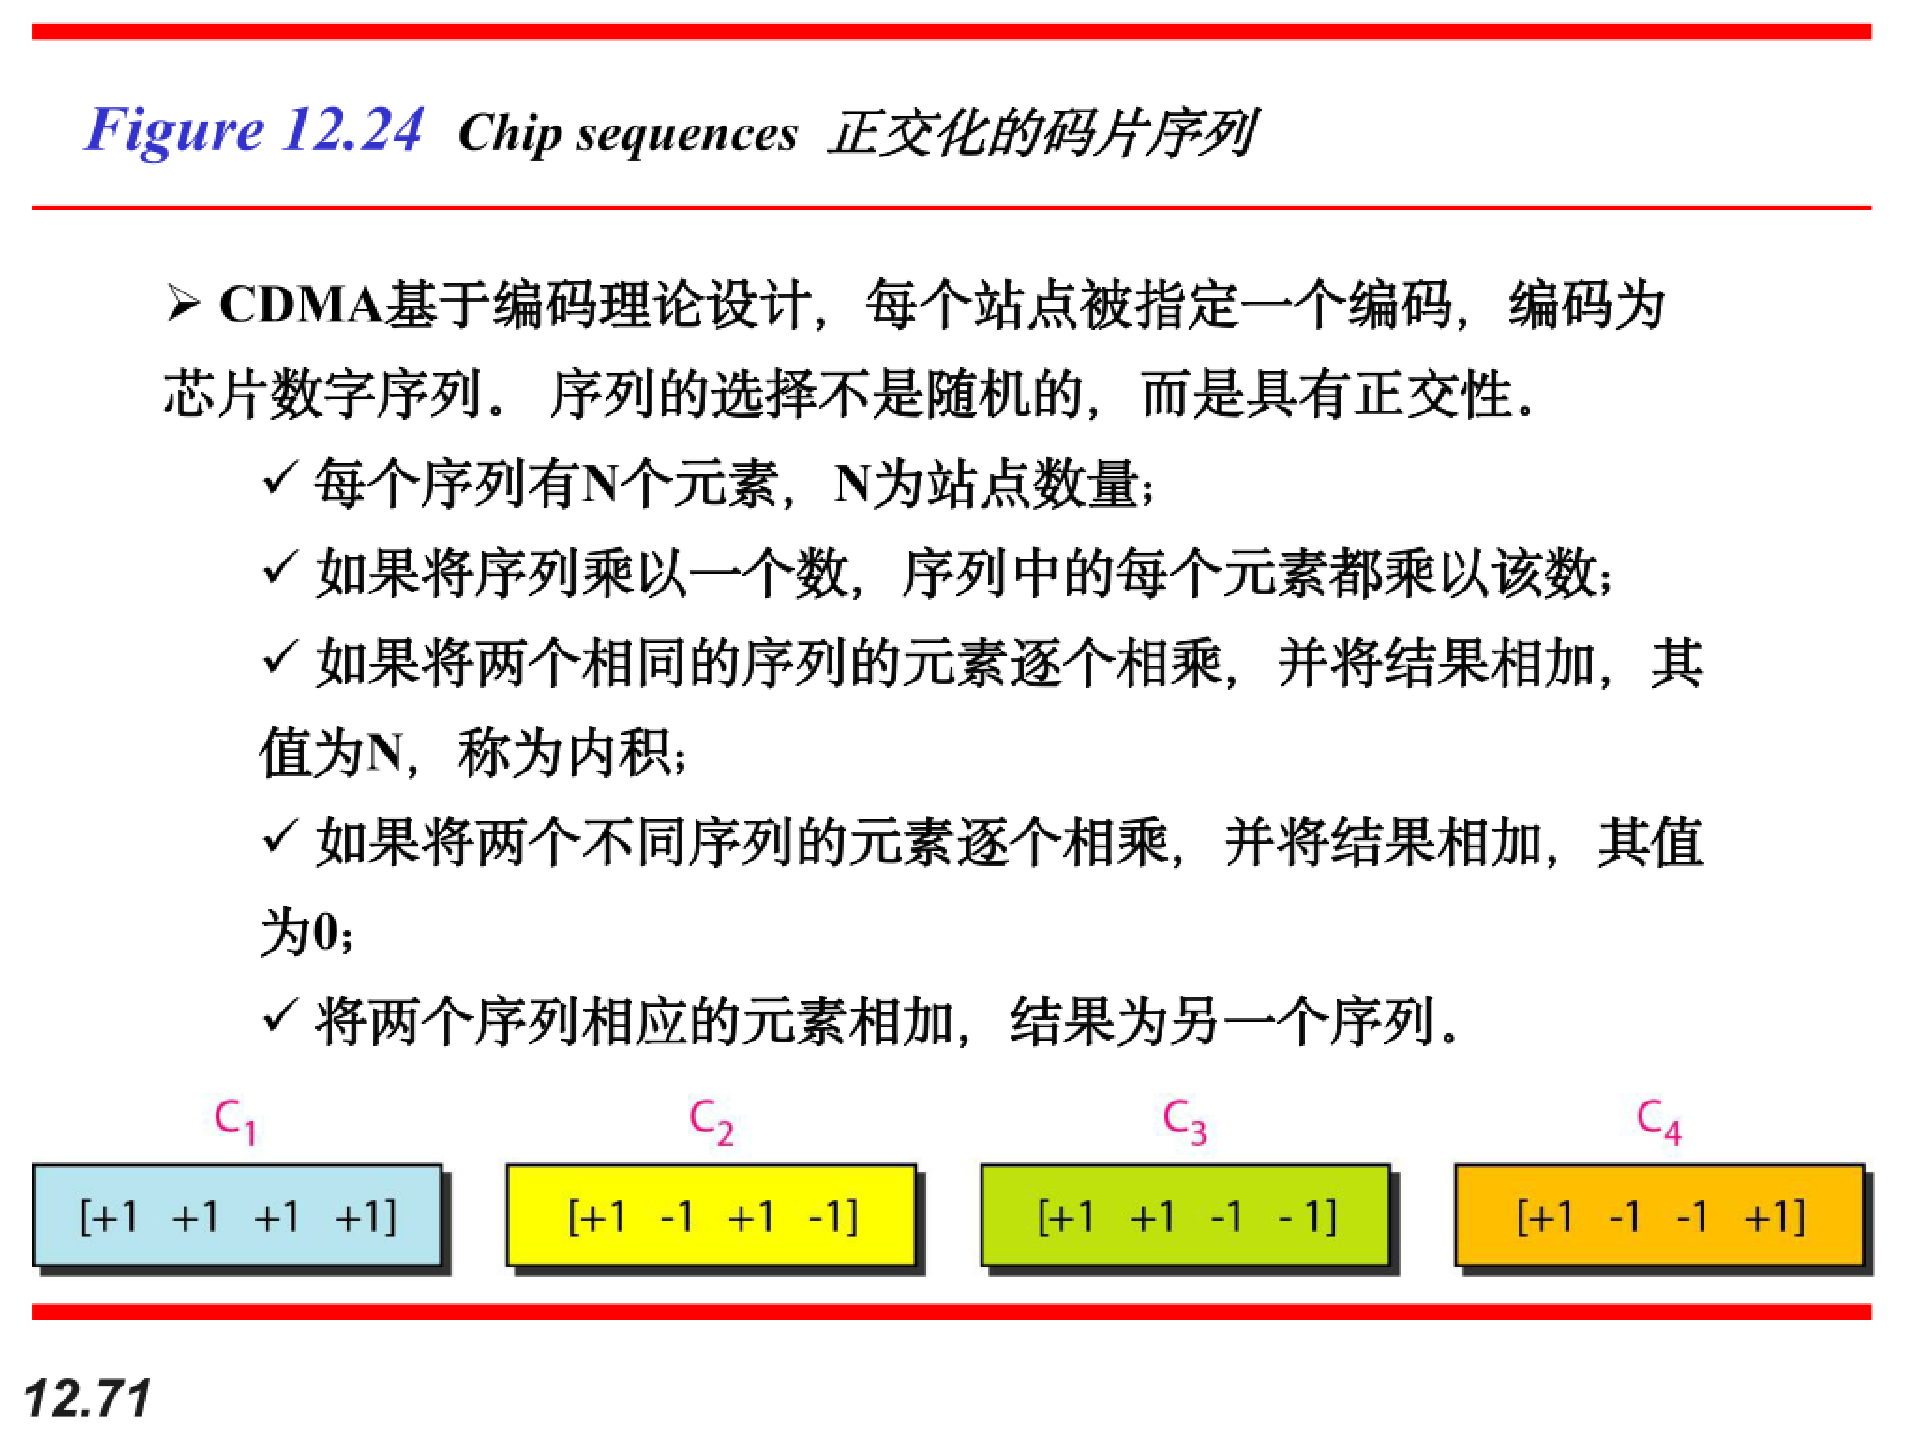 Figure 12.24 Chip sequences 正交化的码片序列
➢ CDMA基于编码理论设计，每个站点被指定一个编码，编码为
芯片数字序列。序列的选择不是随机的，而是具有正交性。
✓ 每个序列有N个元素，N为站点数量；
✓ 如果将序列乘以一个数，序列中的每个元素都乘以该数；
✓ 如果将两个相同的序列的元素逐个相乘，并将结果相加，其
值为N，称为内积；
✓ 如果将两个不同序列的元素逐个相乘，并将结果相加，其值
为0；
✓ 将两个序列相应的元素相加，结果为另一个序列。
C1 C2 C3 C4
[+1 +1 +1 +1] [+1 -1 +1 -1] [+1 +1 -1 - 1] [+1 -1 -1 +1]
12.71